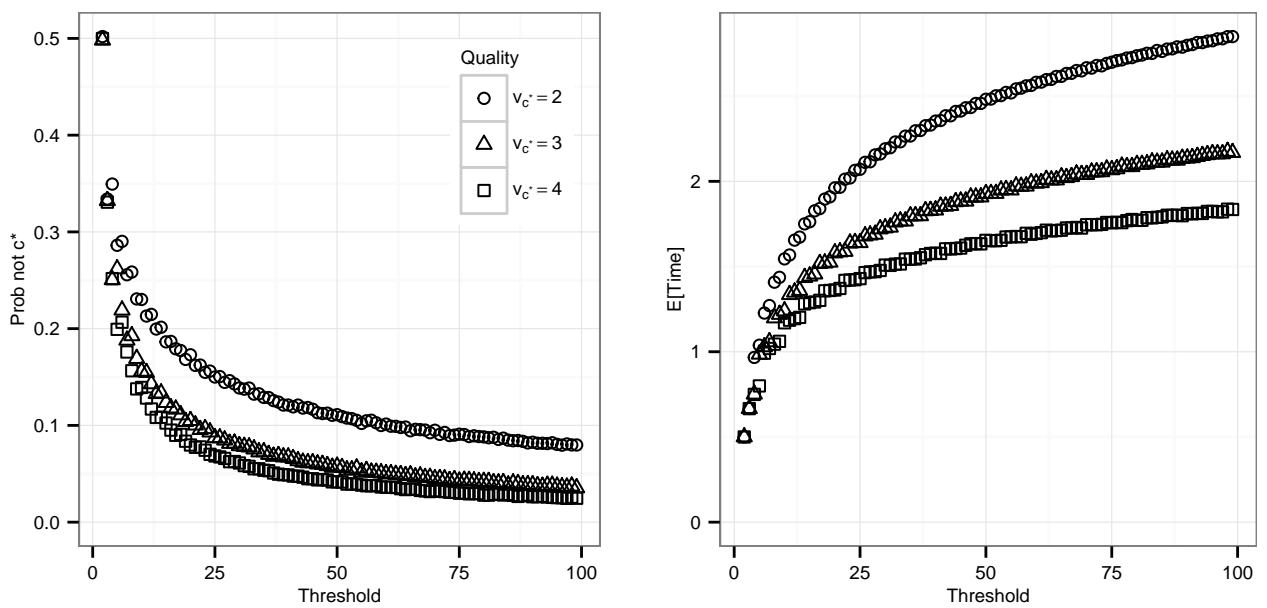 Prob not c*
0.5
0.4
0.3
0.2
0.1
0.0
0
25
50
75
100
Threshold
Quality
v_c* = 2
v_c* = 3
v_c* = 4
E[Time]
2
1
0
0
25
50
75
100
Threshold